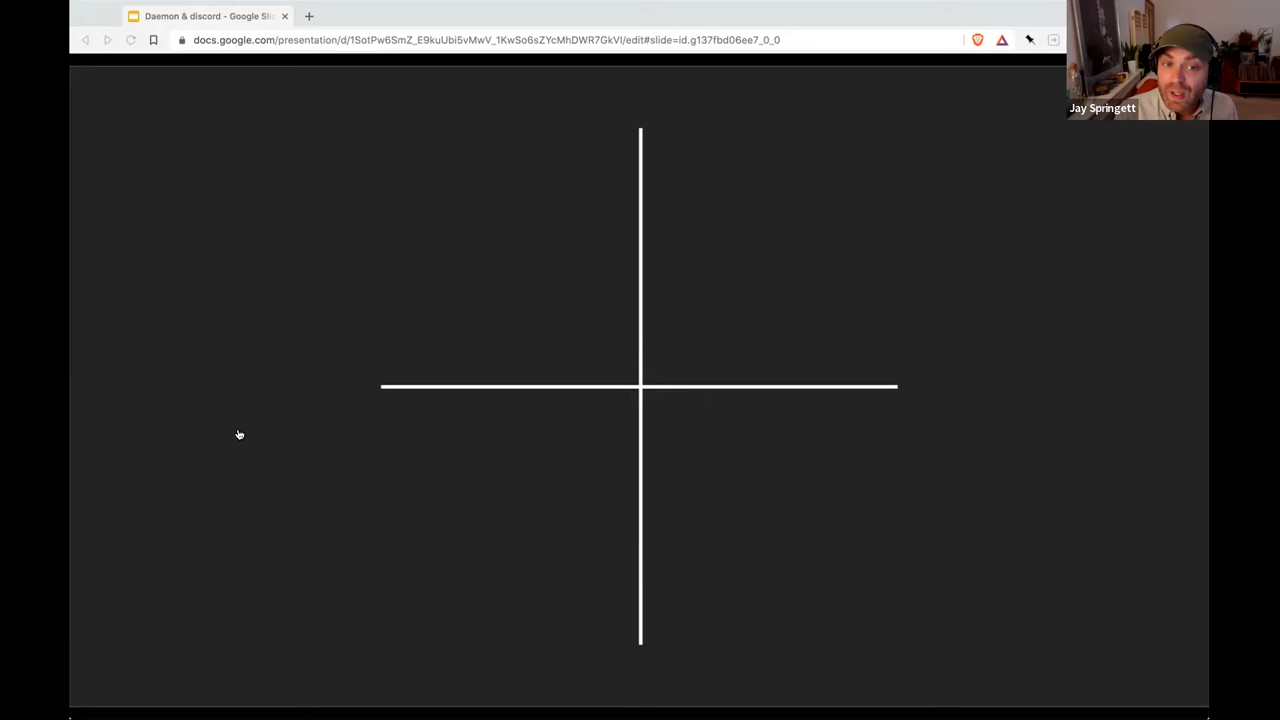 Daemon & discord - Google Sli
docs.google.com/presentation/d/1SotPw6SmZ_E9kuUbi5vMwV_1KwSo6sZYcMhDWR7GkVI/edit#slide=id.g137fbd06ee7_0_0
Jay Springett